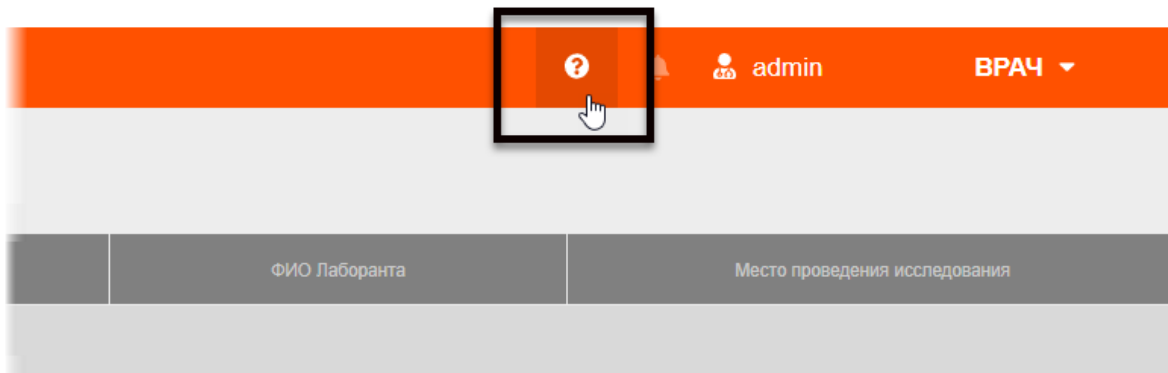 ? admin ВРАЧ
ФИО Лаборанта Место проведения исследования